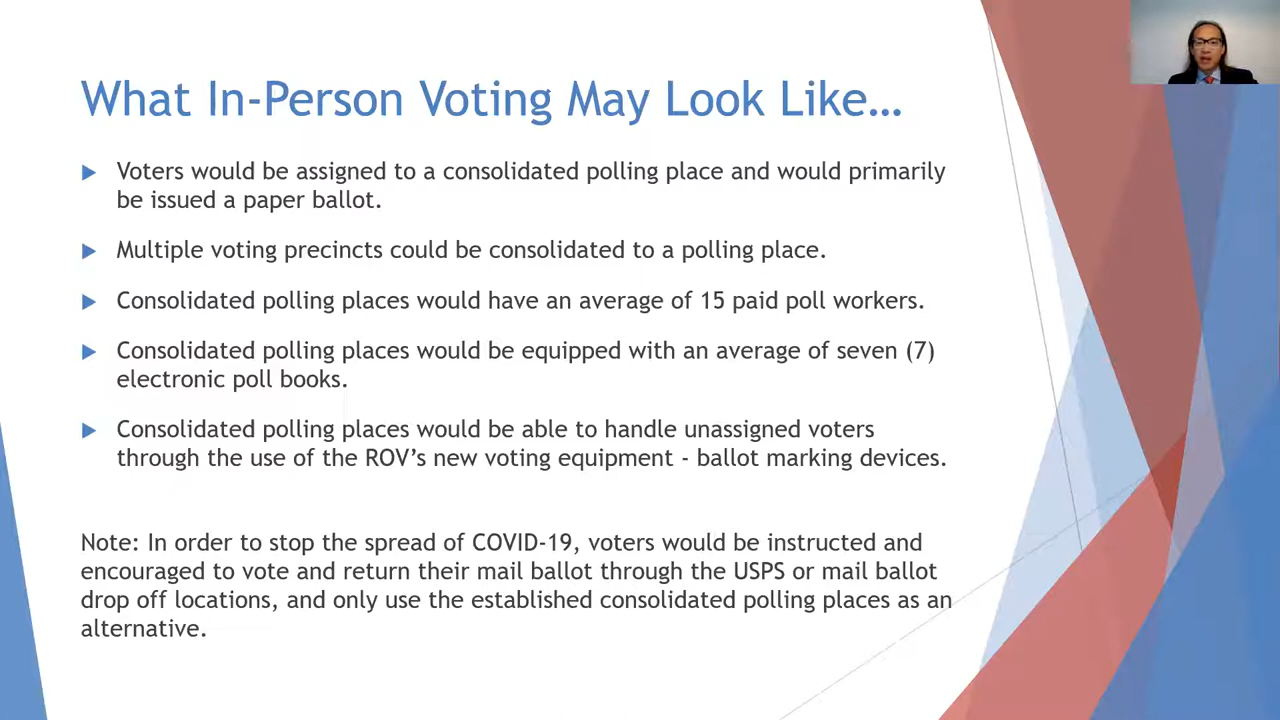 What In-Person Voting May Look Like…
Voters would be assigned to a consolidated polling place and would primarily
be issued a paper ballot.
Multiple voting precincts could be consolidated to a polling place.
Consolidated polling places would have an average of 15 paid poll workers.
Consolidated polling places would be equipped with an average of seven (7)
electronic poll books.
Consolidated polling places would be able to handle unassigned voters
through the use of the ROV’s new voting equipment - ballot marking devices.
Note: In order to stop the spread of COVID-19, voters would be instructed and
encouraged to vote and return their mail ballot through the USPS or mail ballot
drop off locations, and only use the established consolidated polling places as an
alternative.